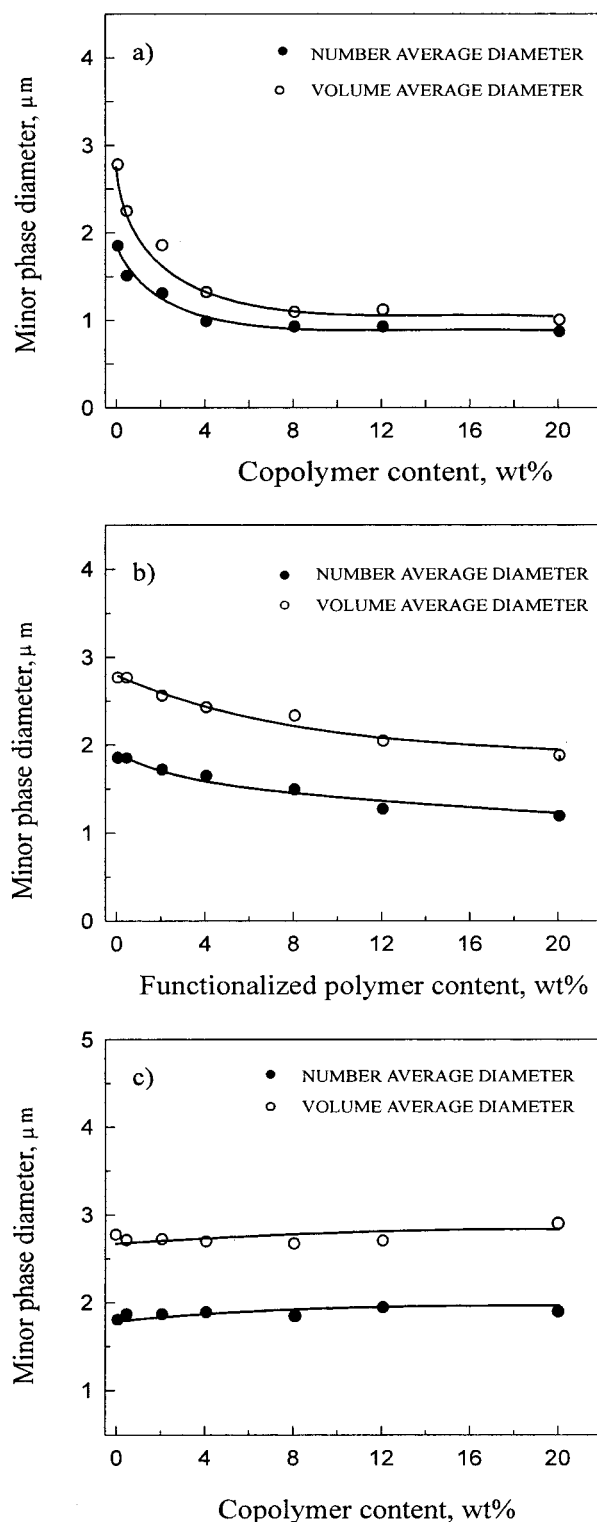 4
3
2
1
0
Minor phase diameter, μm
a)
NUMBER AVERAGE DIAMETER
VOLUME AVERAGE DIAMETER
0 4 8 12 16 20
Copolymer content, wt%
4
3
2
1
0
Minor phase diameter, μm
b)
NUMBER AVERAGE DIAMETER
VOLUME AVERAGE DIAMETER
0 4 8 12 16 20
Functionalized polymer content, wt%
5
4
3
2
1
Minor phase diameter, μm
c)
NUMBER AVERAGE DIAMETER
VOLUME AVERAGE DIAMETER
0 4 8 12 16 20
Copolymer content, wt%